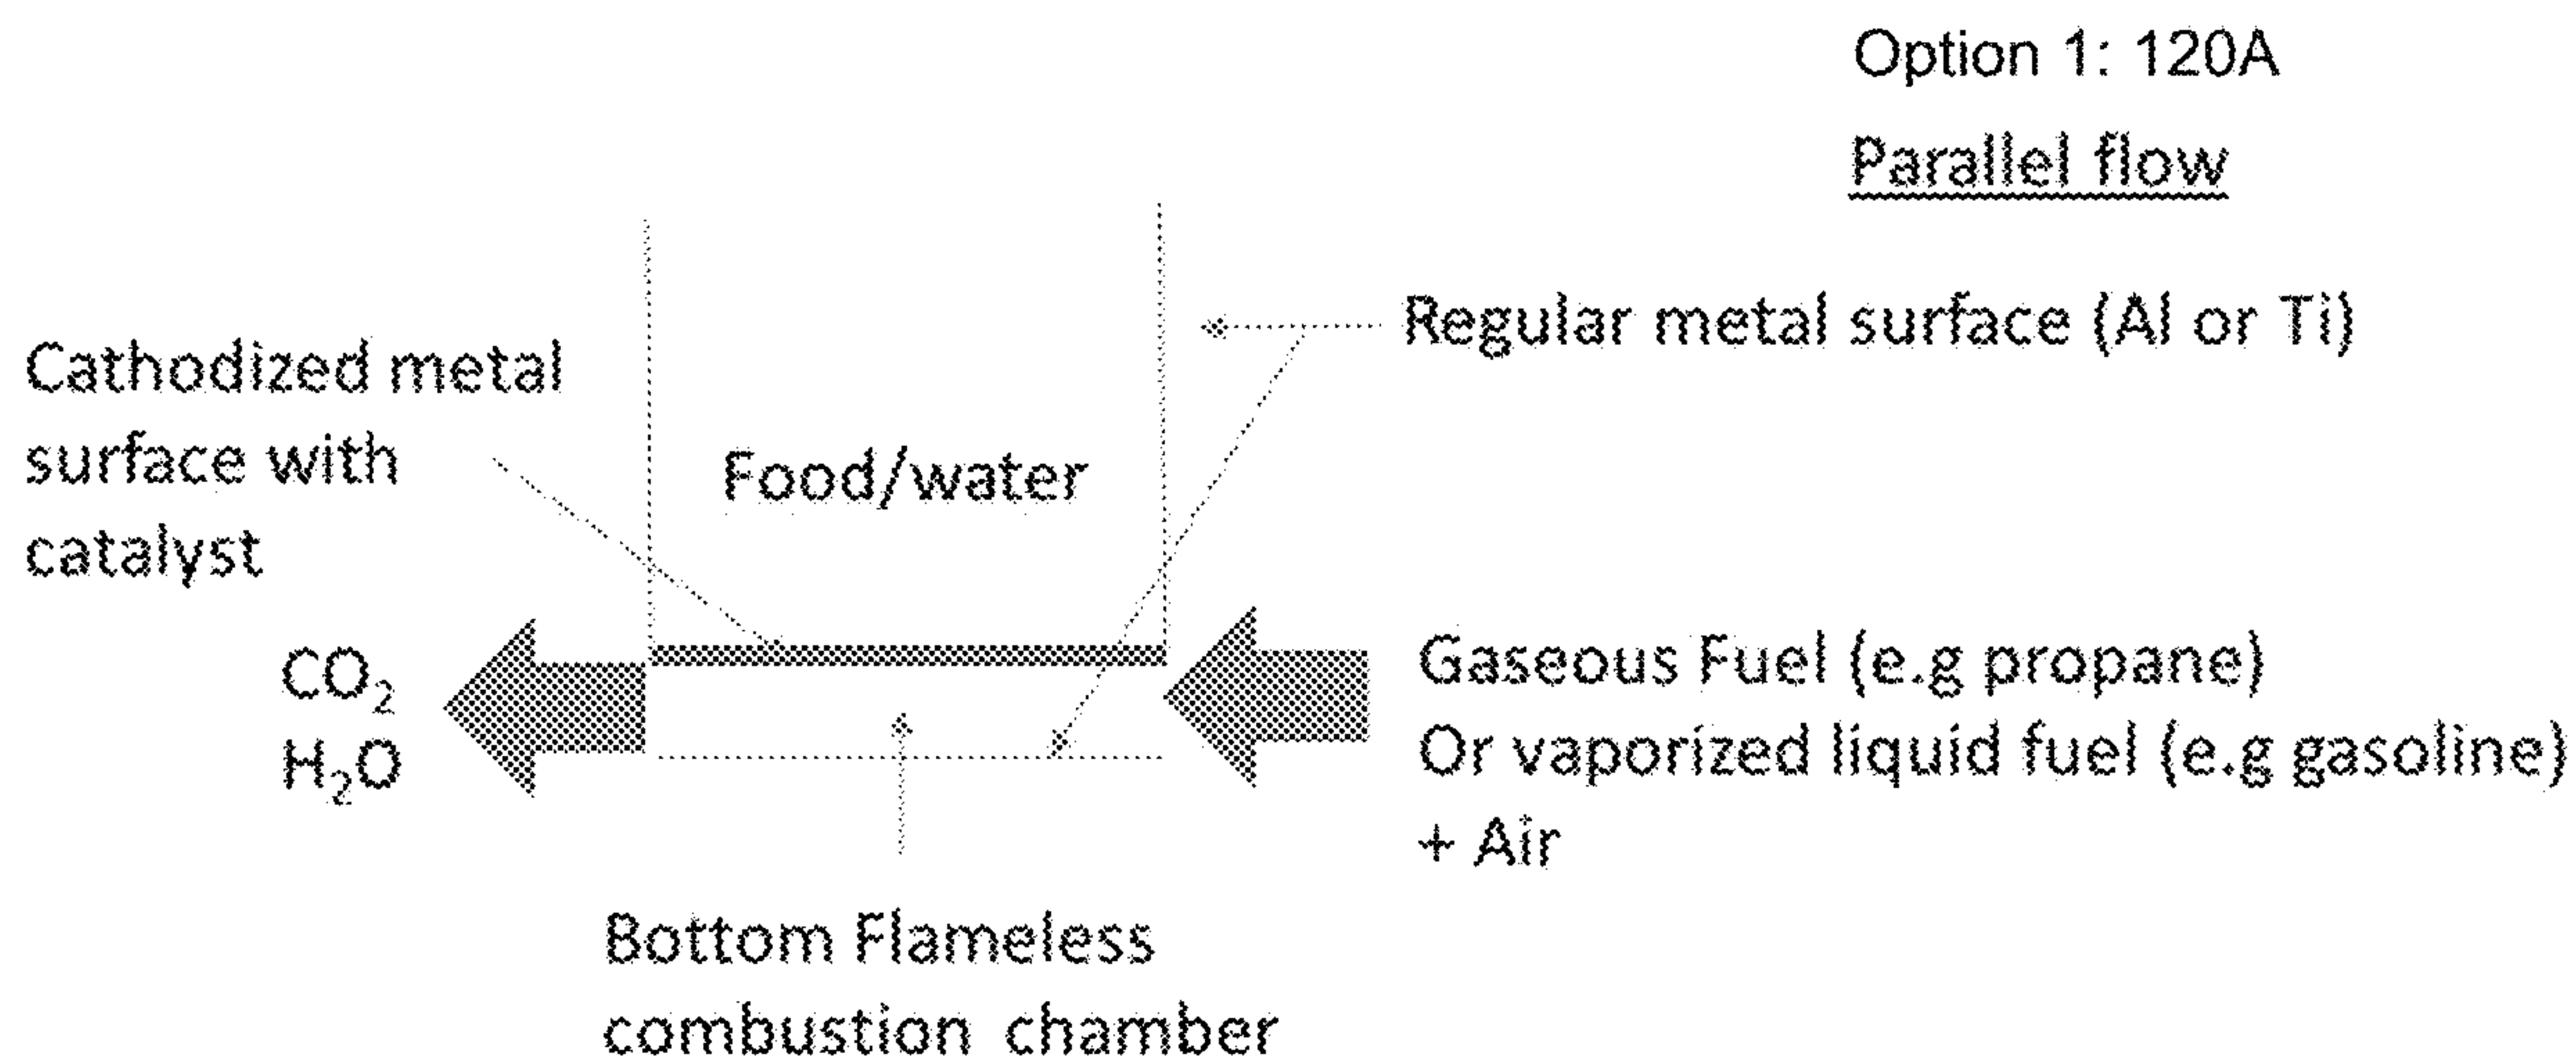 Option 1: 120A
Parallel flow
Regular metal surface (Al or Ti)
Cathodized metal
surface with
catalyst
Food/water
CO₂
H₂O
Gaseous Fuel (e.g propane)
Or vaporized liquid fuel (e.g gasoline)
+ Air
Bottom Flameless
combustion chamber